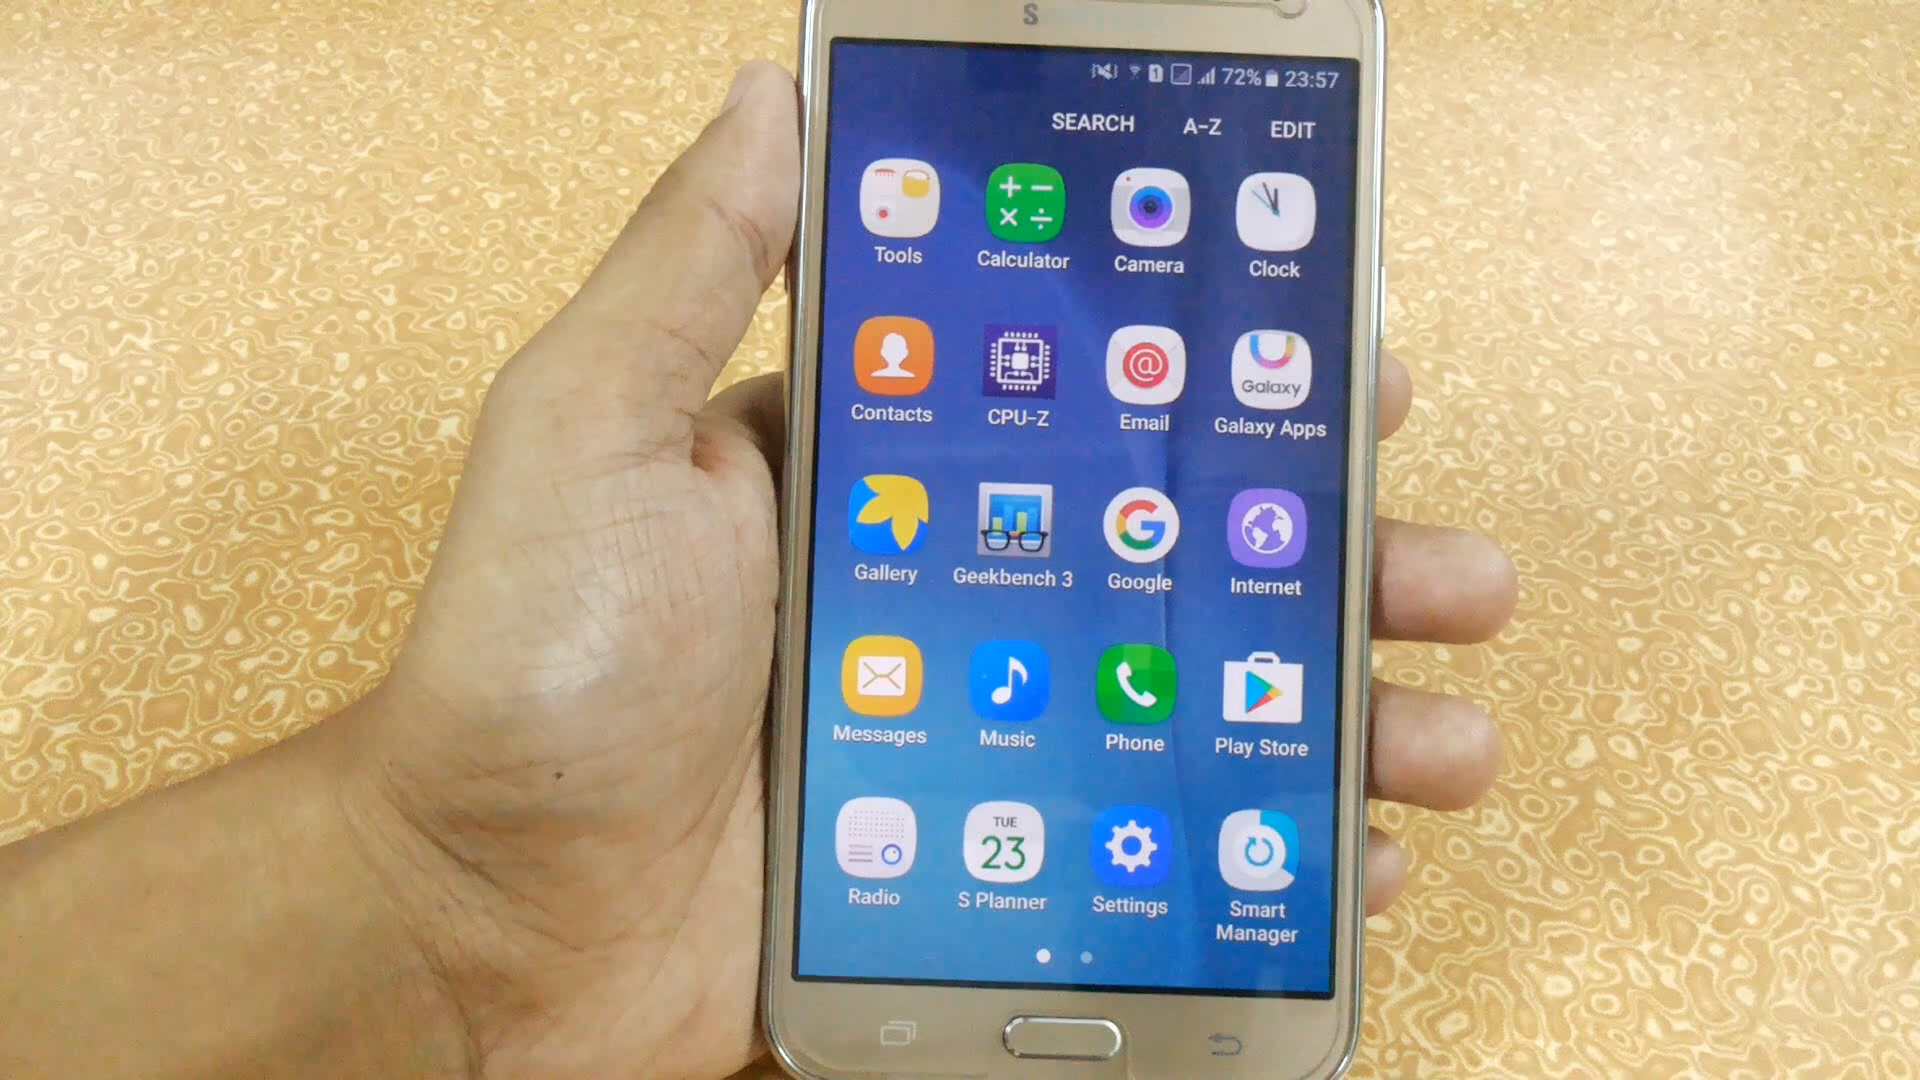 S
1 72% 23:57
SEARCH A-Z EDIT
Tools Calculator Camera Clock
Galaxy
Contacts CPU-Z Email Galaxy Apps
Gallery Geekbench 3 Google Internet
Messages Music Phone Play Store
TUE
23
Radio S Planner Settings Smart
Manager